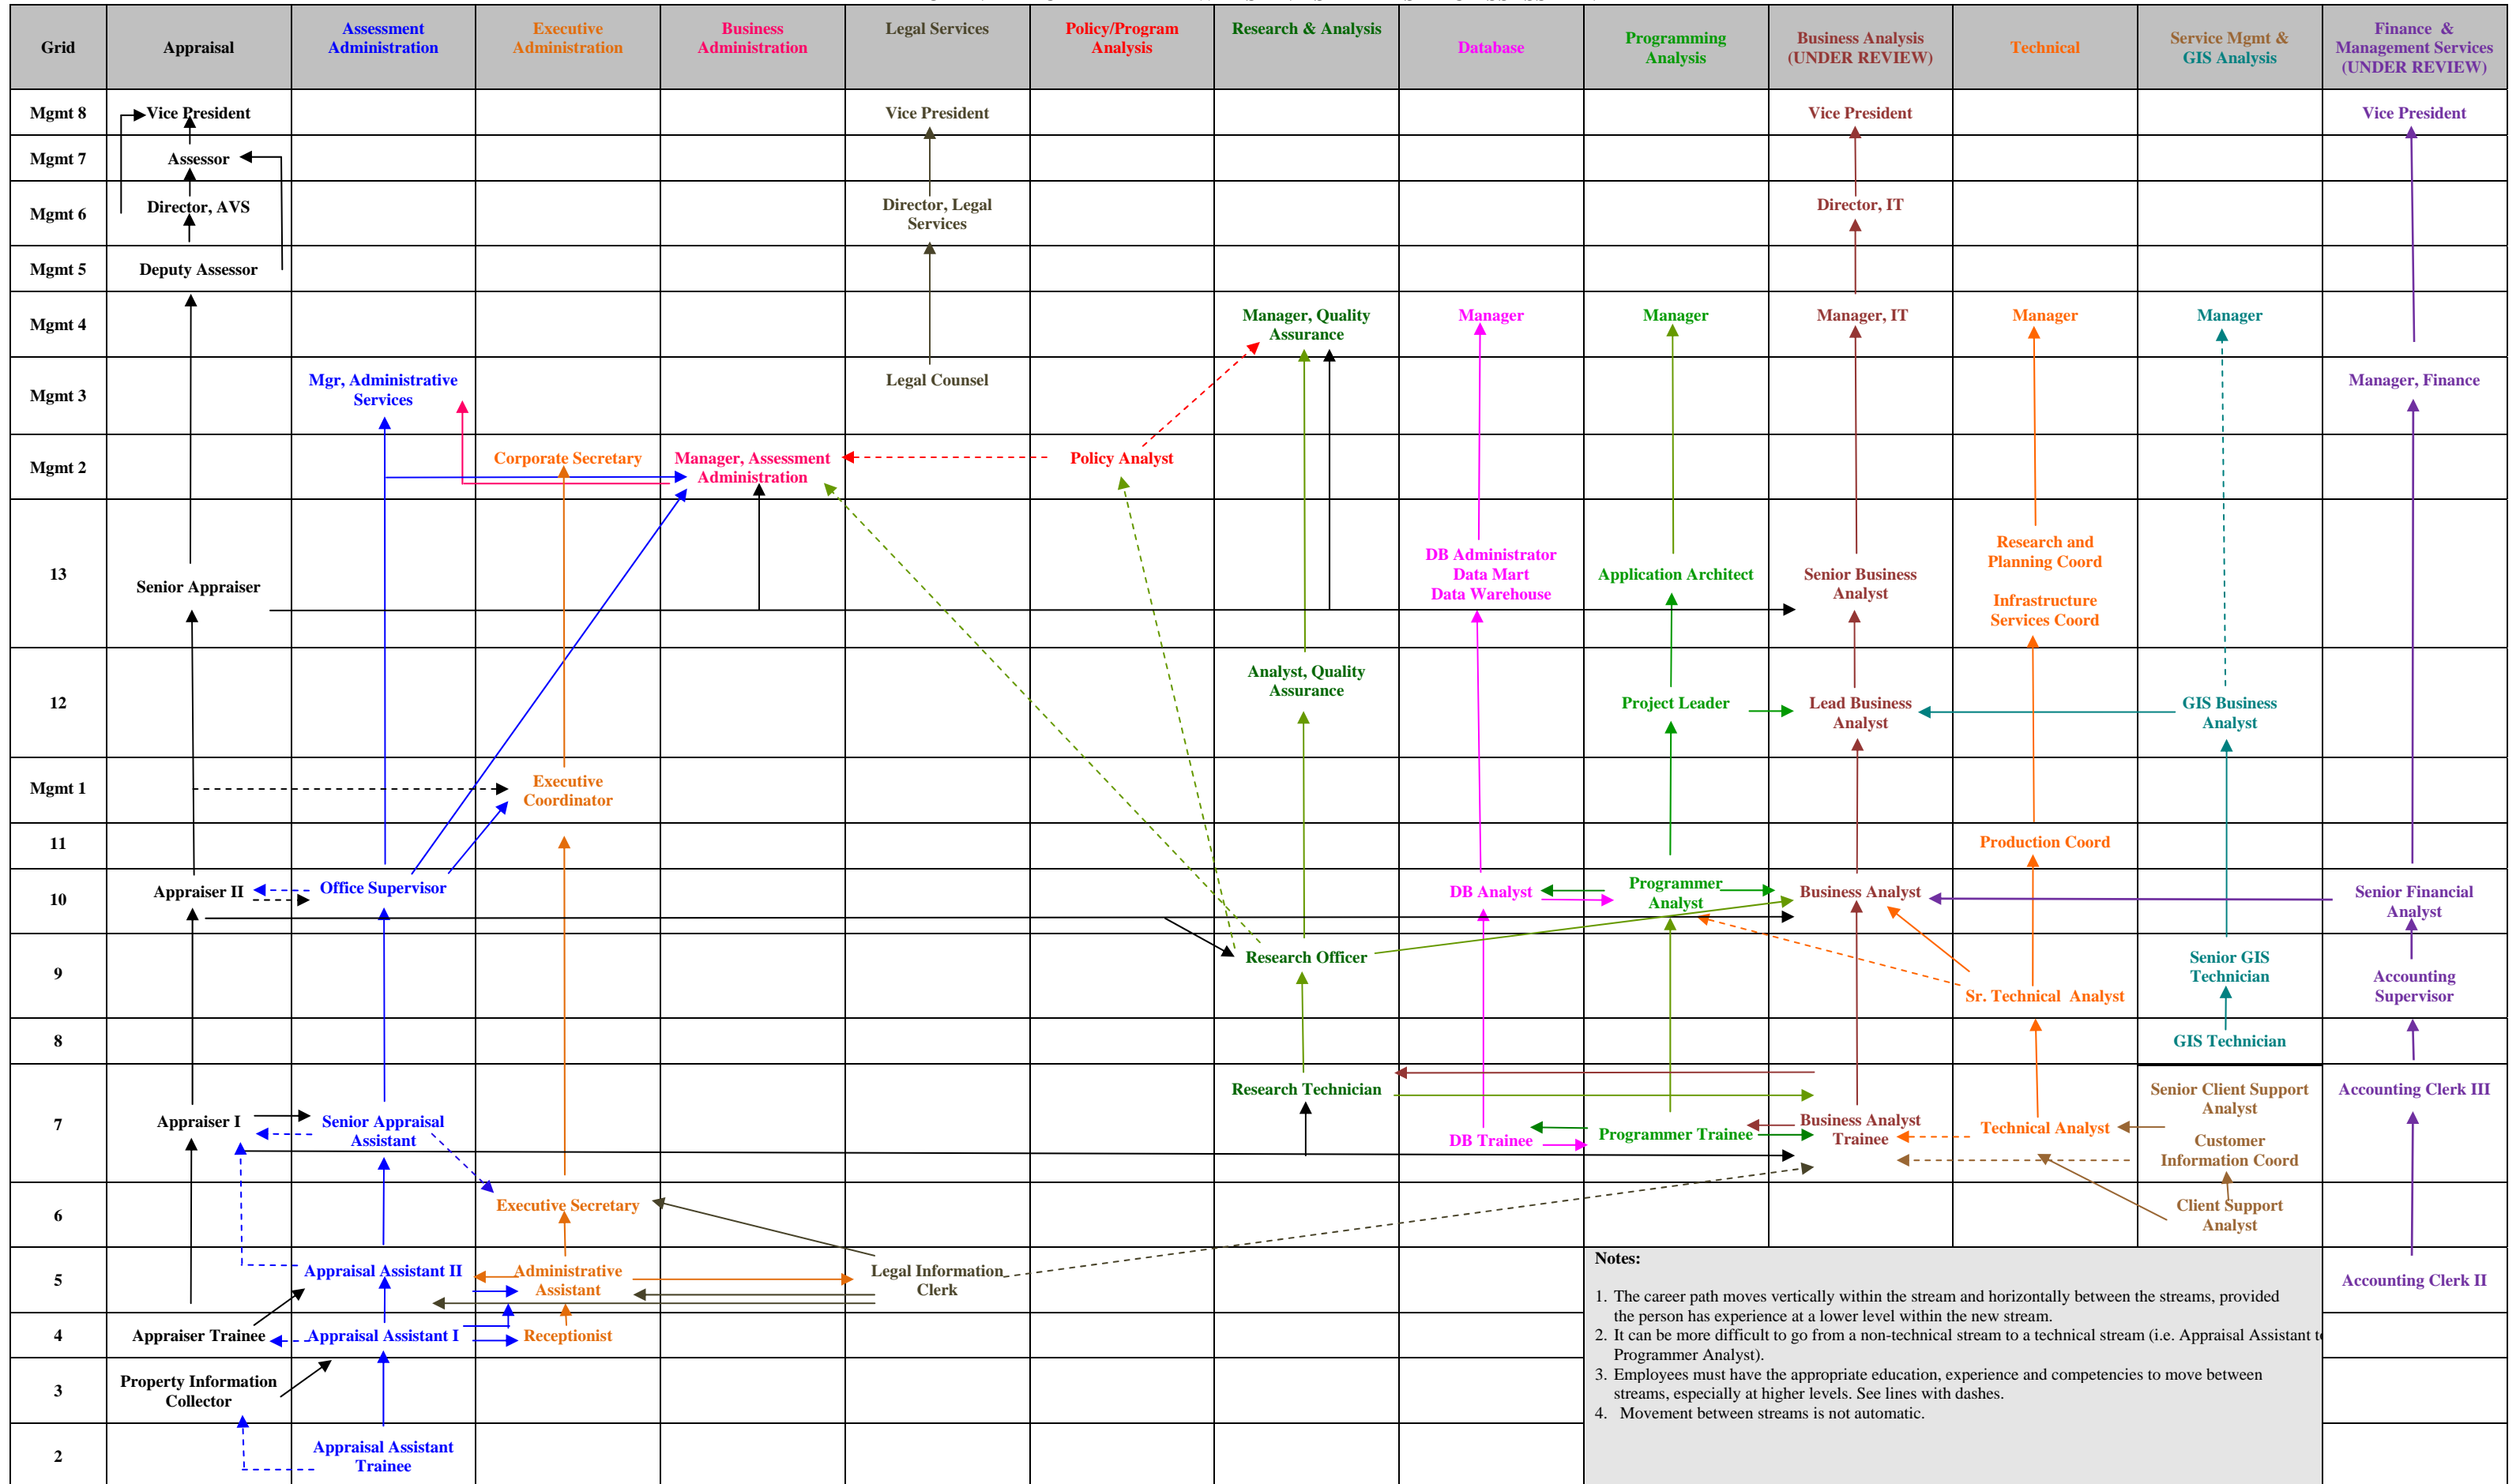 Grid
Appraisal
Assessment
Administration
Executive
Administration
Business
Administration
Legal Services
Policy/Program
Analysis
Research & Analysis
Database
Programming
Analysis
Business Analysis
(UNDER REVIEW)
Technical
Service Mgmt &
GIS Analysis
Finance &
Management Services
(UNDER REVIEW)
Mgmt 8
Vice President
Vice President
Vice President
Vice President
Mgmt 7
Assessor
Mgmt 6
Director, AVS
Director, Legal
Services
Director, IT
Mgmt 5
Deputy Assessor
Mgmt 4
Manager, Quality
Assurance
Manager
Manager
Manager, IT
Manager
Manager
Mgmt 3
Mgr, Administrative
Services
Legal Counsel
Manager, Finance
Mgmt 2
Corporate Secretary
Manager, Assessment
Administration
Policy Analyst
13
Senior Appraiser
DB Administrator
Data Mart
Data Warehouse
Application Architect
Senior Business
Analyst
Research and
Planning Coord
Infrastructure
Services Coord
12
Analyst, Quality
Assurance
Project Leader
Lead Business
Analyst
GIS Business
Analyst
Mgmt 1
Executive
Coordinator
11
Production Coord
10
Appraiser II
Office Supervisor
DB Analyst
Programmer
Analyst
Business Analyst
Senior Financial
Analyst
9
Research Officer
Sr. Technical Analyst
Senior GIS
Technician
Accounting
Supervisor
8
GIS Technician
7
Appraiser I
Senior Appraisal
Assistant
Research Technician
DB Trainee
Programmer Trainee
Business Analyst
Trainee
Technical Analyst
Senior Client Support
Analyst
Customer
Information Coord
Accounting Clerk III
6
Executive Secretary
Client Support
Analyst
5
Appraisal Assistant II
Administrative
Assistant
Legal Information
Clerk
Accounting Clerk II
4
Appraiser Trainee
Appraisal Assistant I
Receptionist
3
Property Information
Collector
2
Appraisal Assistant
Trainee
Notes:
1. The career path moves vertically within the stream and horizontally between the streams, provided
the person has experience at a lower level within the new stream.
2. It can be more difficult to go from a non-technical stream to a technical stream (i.e. Appraisal Assistant to
Programmer Analyst).
3. Employees must have the appropriate education, experience and competencies to move between
streams, especially at higher levels. See lines with dashes.
4. Movement between streams is not automatic.